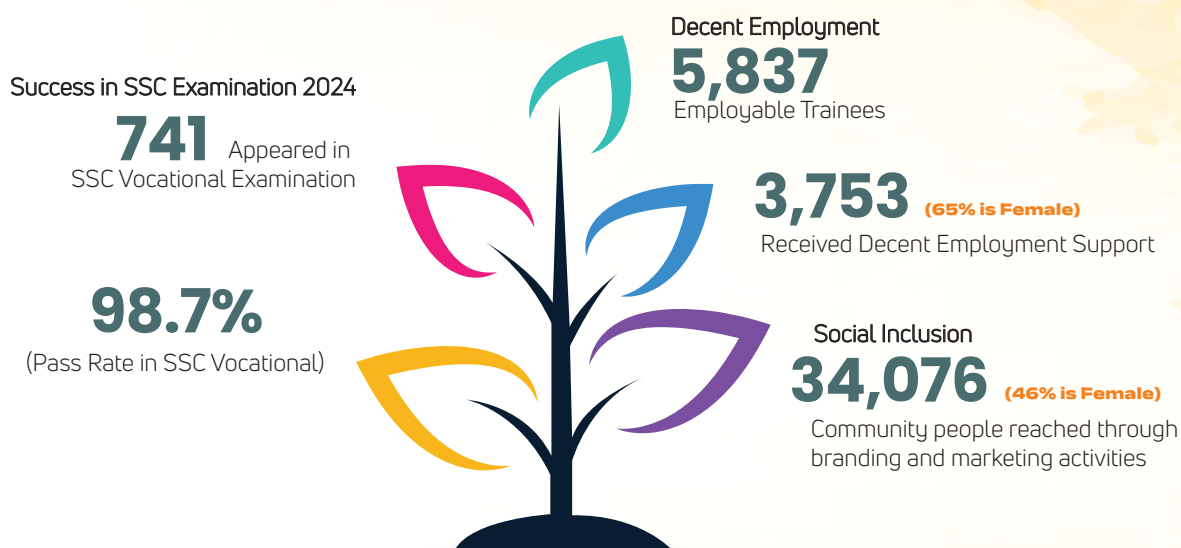 Success in SSC Examination 2024
741 Appeared in
SSC Vocational Examination
98.7%
(Pass Rate in SSC Vocational)
Decent Employment
5,837
Employable Trainees
3,753 (65% is Female)
Received Decent Employment Support
Social Inclusion
34,076 (46% is Female)
Community people reached through
branding and marketing activities